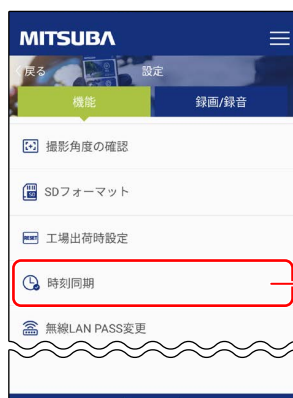 MITSUBA
戻る 設定
機能 録画/録音
撮影角度の確認
SD
SDフォーマット
RESET 工場出荷時設定
時刻同期
無線LAN PASS変更